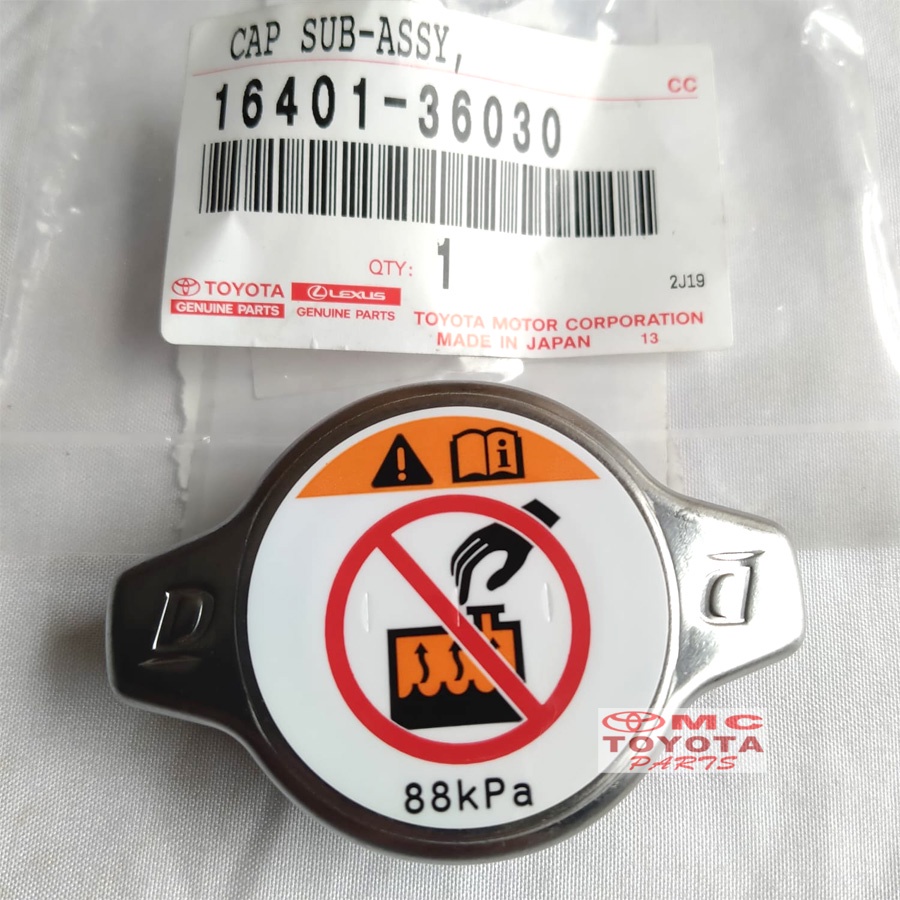 CAP SUB-ASSY,
CC
16401-36030
QTY: 1
2J19
TOYOTA
GENUINE PARTS
LEXUS
GENUINE PARTS
TOYOTA MOTOR CORPORATION
MADE IN JAPAN 13
D D
88kPa
MC
TOYOTA
PARTS